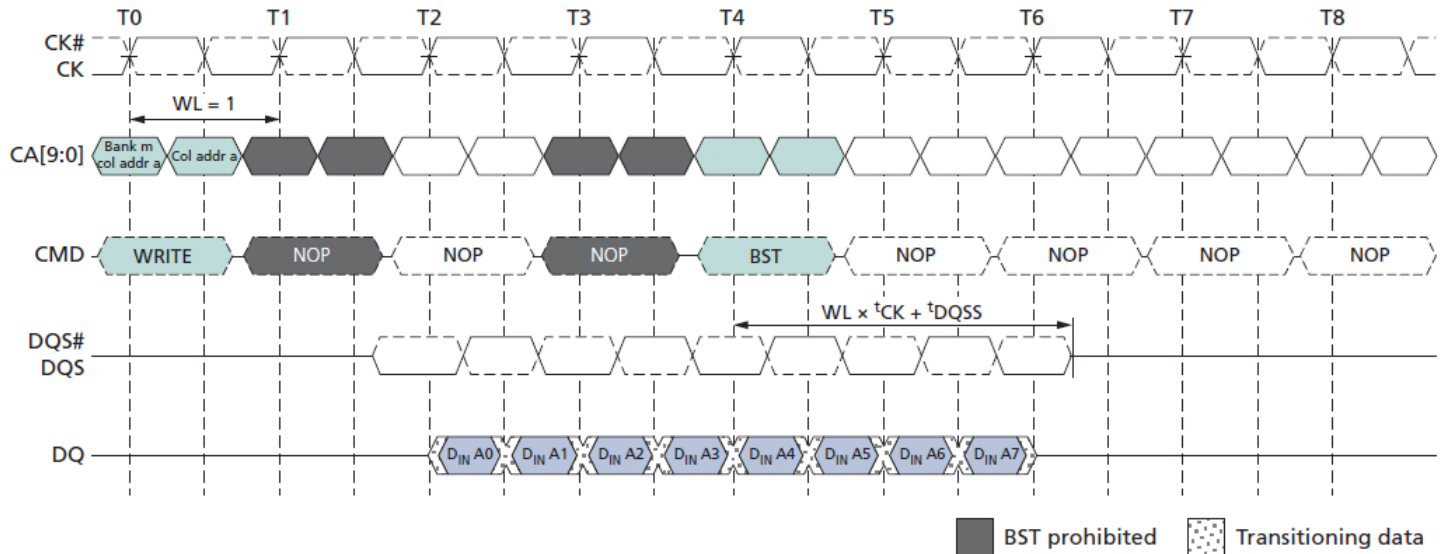 T0 T1 T2 T3 T4 T5 T6 T7 T8
CK#
CK
WL = 1
CA[9:0]
Bank m
col addr a
Col addr a
CMD WRITE NOP NOP NOP BST NOP NOP NOP NOP
WL × tCK + tDQSS
DQS#
DQS
DQ DIN A0 DIN A1 DIN A2 DIN A3 DIN A4 DIN A5 DIN A6 DIN A7
BST prohibited Transitioning data